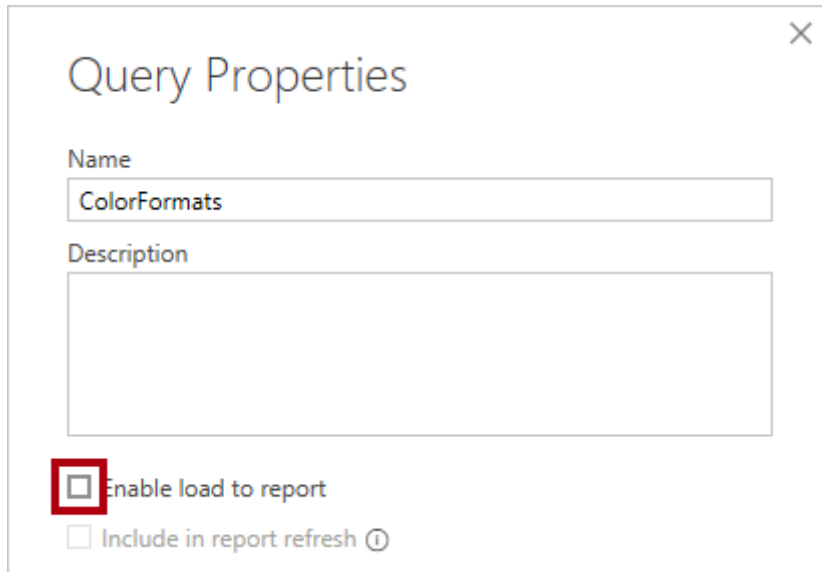 Query Properties
Name
ColorFormats
Description
Enable load to report
Include in report refresh